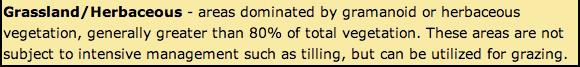 Grassland/Herbaceous - areas dominated by gramanoid or herbaceous
vegetation, generally greater than 80% of total vegetation. These areas are not
subject to intensive management such as tilling, but can be utilized for grazing.